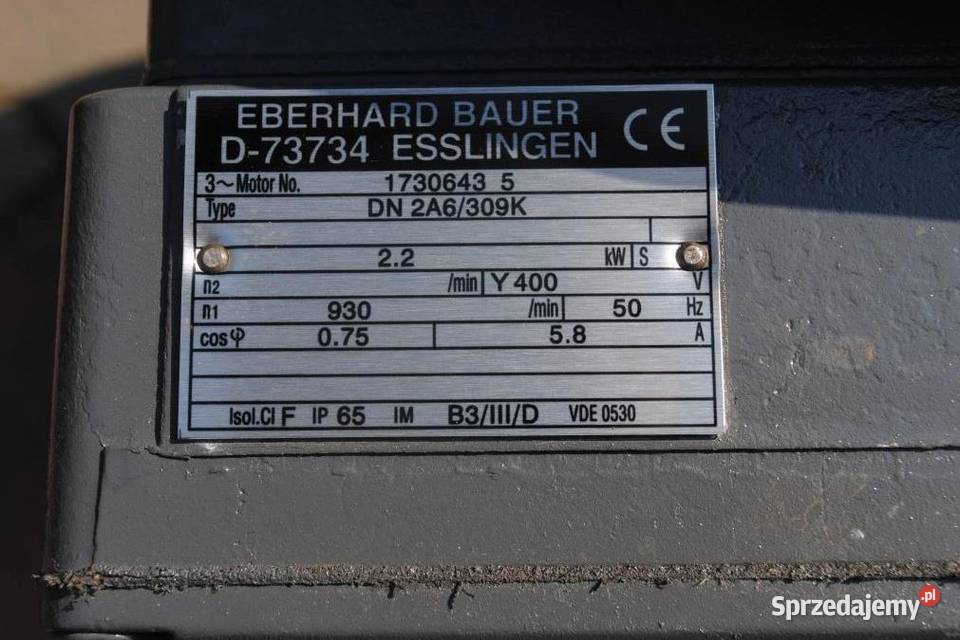 EBERHARD BAUER
D-73734 ESSLINGEN CE
3~Motor No. 1730643 5
Type DN 2A6/309K
2.2 kW S
n2 /min Y 400 V
n1 930 /min 50 Hz
cosφ 0.75 5.8 A
Isol.Cl F IP 65 IM B3/III/D VDE 0530
Sprzedajemy.pl